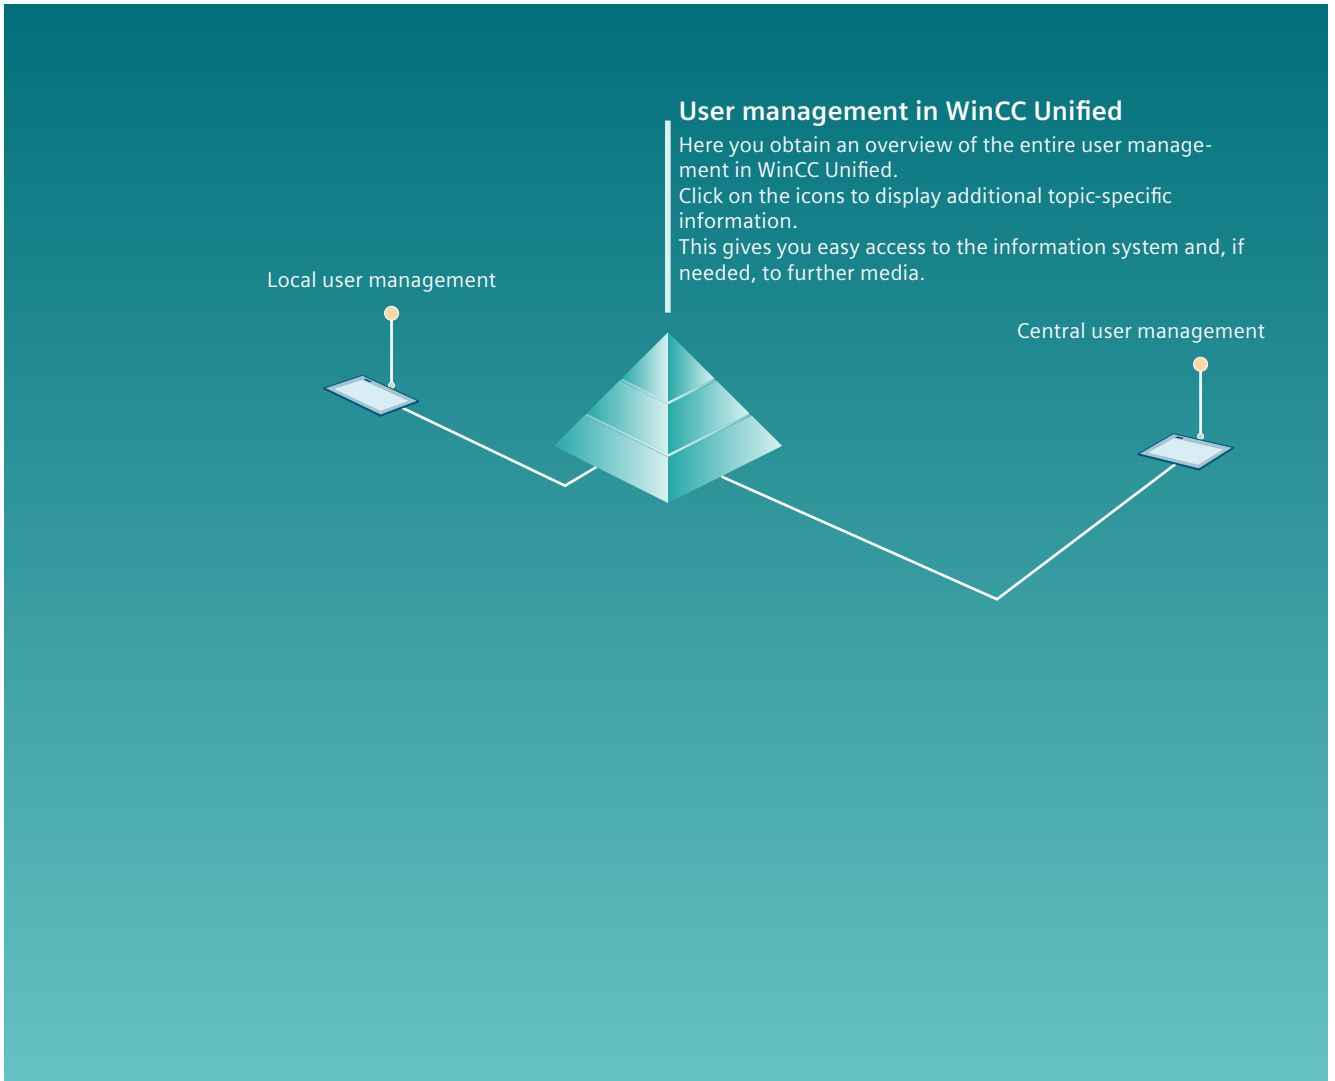 User management in WinCC Unified
Here you obtain an overview of the entire user manage-
ment in WinCC Unified.
Click on the icons to display additional topic-specific
information.
This gives you easy access to the information system and, if
needed, to further media.
Local user management
Central user management